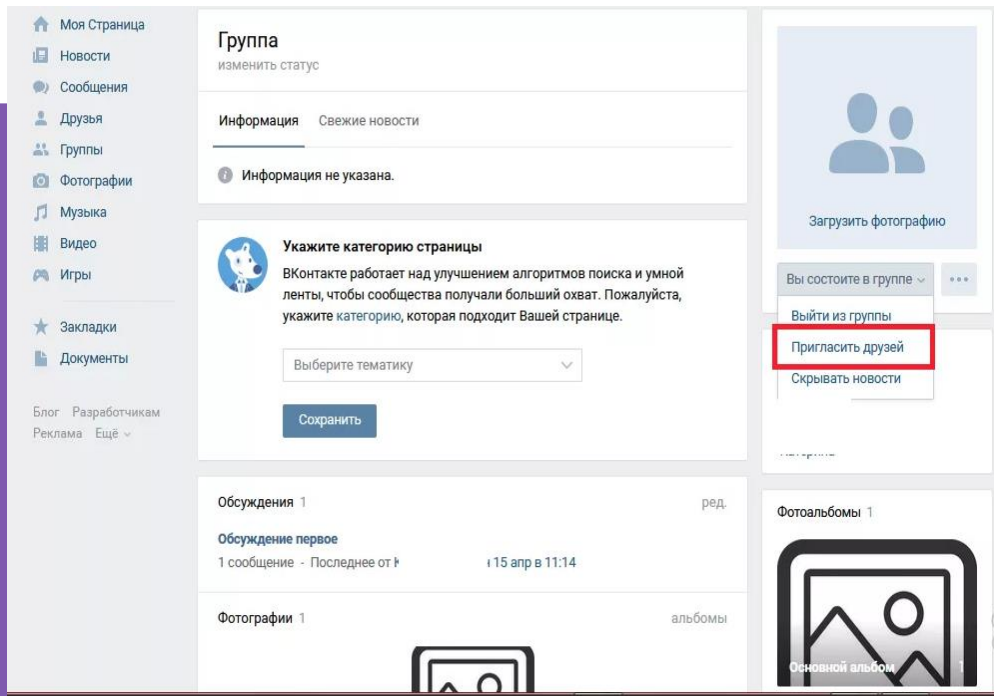 Моя Страница
Новости
Сообщения
Друзья
Группы
Фотографии
Музыка
Видео
Игры
Закладки
Документы
Блог Разработчикам
Реклама Ещё
Группа
изменить статус
Информация Свежие новости
Информация не указана.
Укажите категорию страницы
ВКонтакте работает над улучшением алгоритмов поиска и умной
ленты, чтобы сообщества получали больший охват. Пожалуйста,
укажите категорию, которая подходит Вашей странице.
Выберите тематику
Сохранить
Обсуждения 1 ред.
Обсуждение первое
1 сообщение - Последнее от 15 апр в 11:14
Фотографии 1 альбомы
Загрузить фотографию
Вы состоите в группе
Выйти из группы
Пригласить друзей
Скрывать новости
Фотоальбомы 1
Основной альбом 1